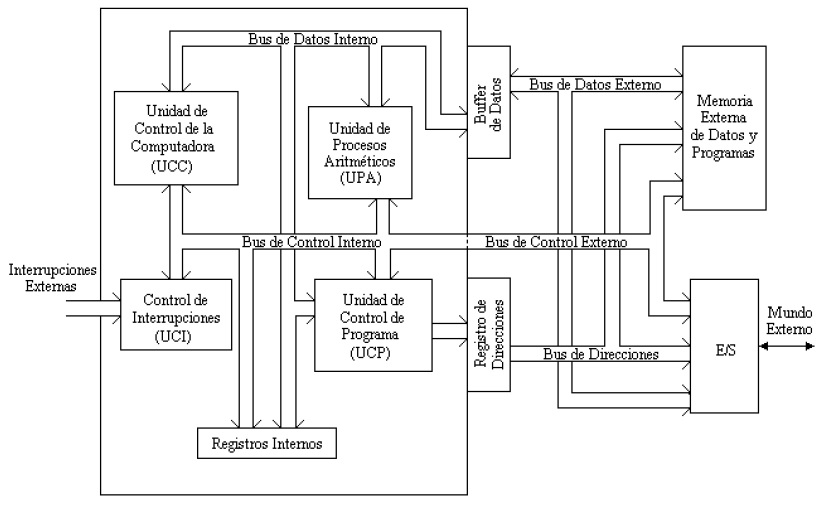 Bus de Datos Interno
Buffer
de Datos
Bus de Datos Externo
Memoria
Externa
de Datos y
Programas
Unidad de
Control de la
Computadora
(UCC)
Unidad de
Procesos
Aritméticos
(UPA)
Bus de Control Interno
Bus de Control Externo
Interrupciones
Externas
Control de
Interrupciones
(UCI)
Unidad de
Control de
Programa
(UCP)
Registro de
Direcciones
Bus de Direcciones
E/S
Mundo
Externo
Registros Internos